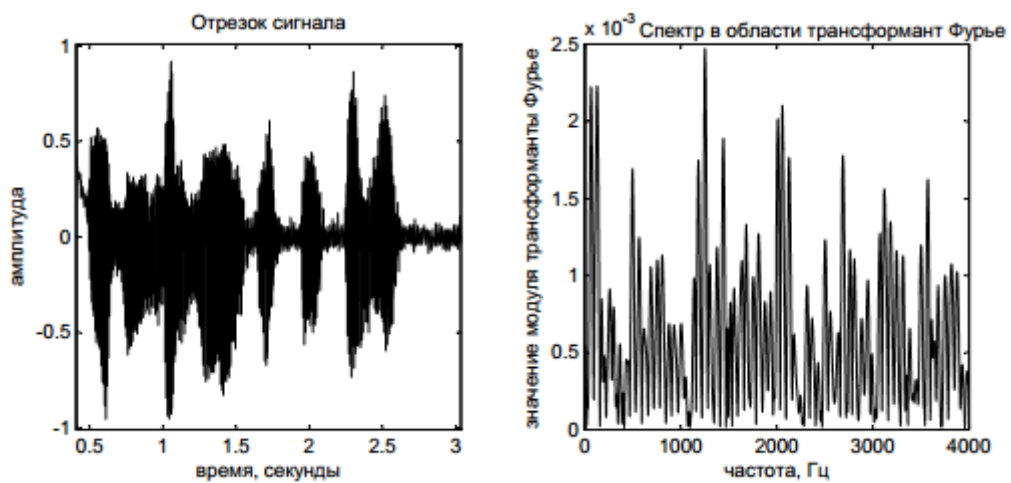 Отрезок сигнала
1
0.5
0
-0.5
-1
амплитуда
0.5 1 1.5 2 2.5 3
время, секунды
x 10⁻³ Спектр в области трансформант Фурье
2.5
2
1.5
1
0.5
0
значение модуля трансформанты Фурье
0 1000 2000 3000 4000
частота, Гц